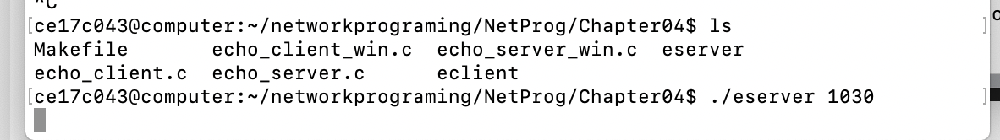 ^C
[ce17c043@computer:~/networkprograming/NetProg/Chapter04$ ls ]
Makefile       echo_client_win.c  echo_server_win.c  eserver
echo_client.c  echo_server.c      eclient
[ce17c043@computer:~/networkprograming/NetProg/Chapter04$ ./eserver 1030 ]